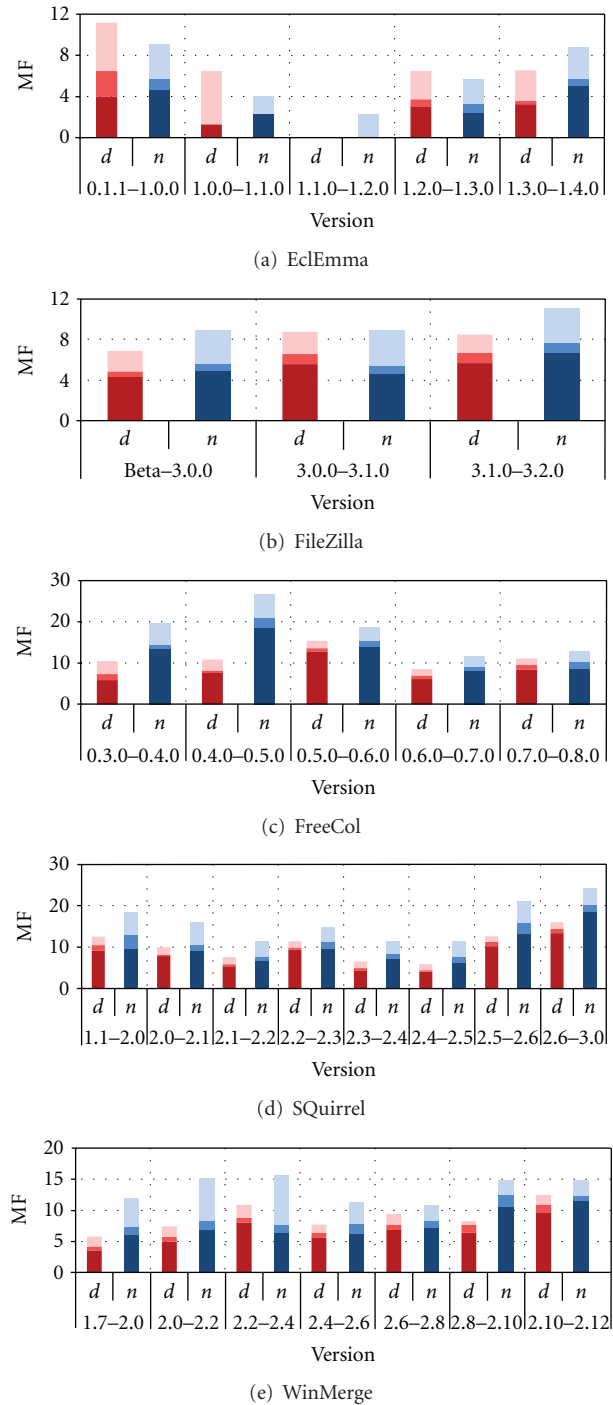 12
8
4
0
MF
d n d n d n d n d n
0.1.1–1.0.0 1.0.0–1.1.0 1.1.0–1.2.0 1.2.0–1.3.0 1.3.0–1.4.0
Version
(a) EclEmma
12
8
4
0
MF
d n d n d n
Beta–3.0.0 3.0.0–3.1.0 3.1.0–3.2.0
Version
(b) FileZilla
30
20
10
0
MF
d n d n d n d n d n
0.3.0–0.4.0 0.4.0–0.5.0 0.5.0–0.6.0 0.6.0–0.7.0 0.7.0–0.8.0
Version
(c) FreeCol
30
20
10
0
MF
d n d n d n d n d n d n d n d n
1.1–2.0 2.0–2.1 2.1–2.2 2.2–2.3 2.3–2.4 2.4–2.5 2.5–2.6 2.6–3.0
Version
(d) SQuirrel
20
15
10
5
0
MF
d n d n d n d n d n d n d n
1.7–2.0 2.0–2.2 2.2–2.4 2.4–2.6 2.6–2.8 2.8–2.10 2.10–2.12
Version
(e) WinMerge